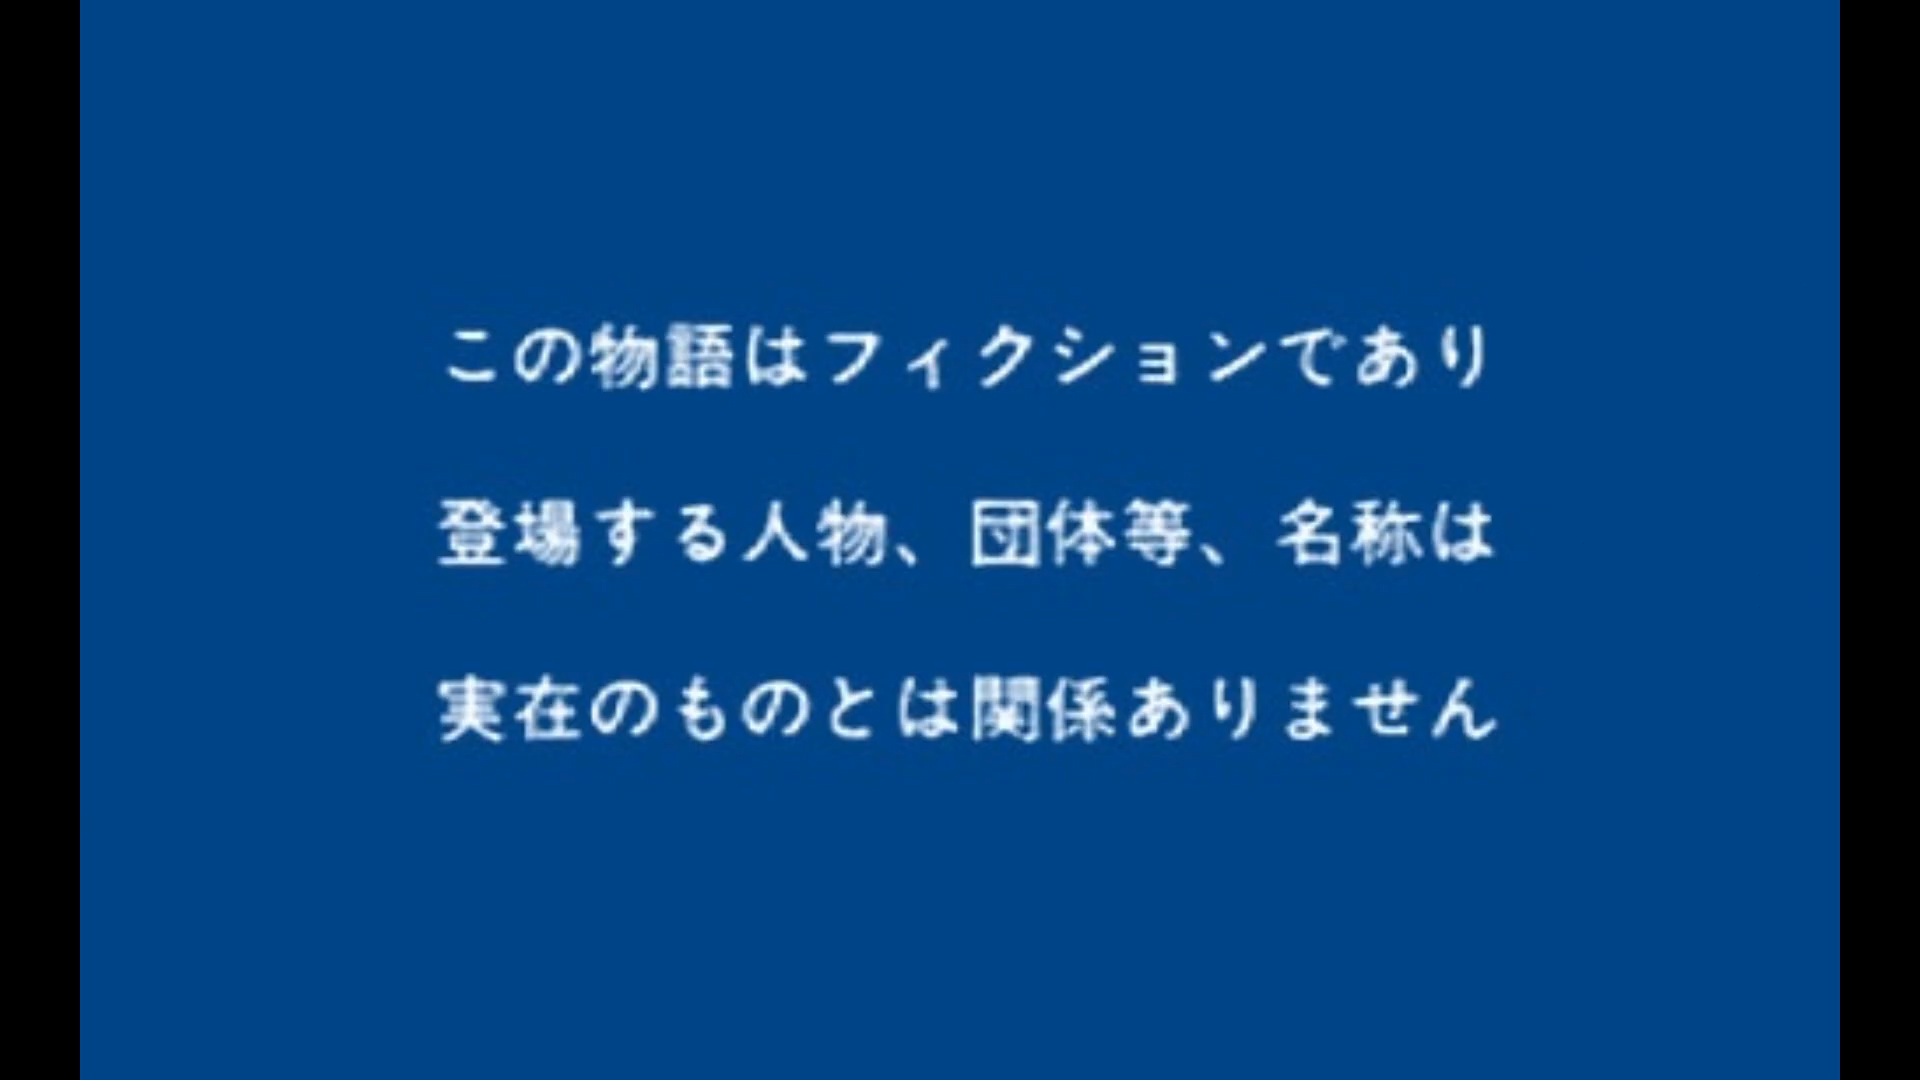 この物語はフィクションであり
登場する人物、団体等、名称は
実在のものとは関係ありません